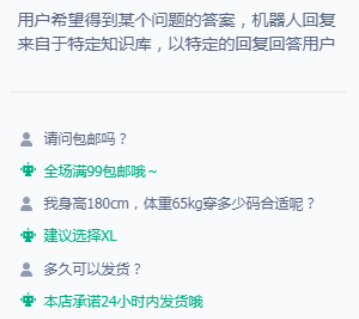 用户希望得到某个问题的答案，机器人回复
来自于特定知识库，以特定的回复回答用户
请问包邮吗？
全场满99包邮哦~
我身高180cm，体重65kg穿多少码合适呢？
建议选择XL
多久可以发货？
本店承诺24小时内发货哦